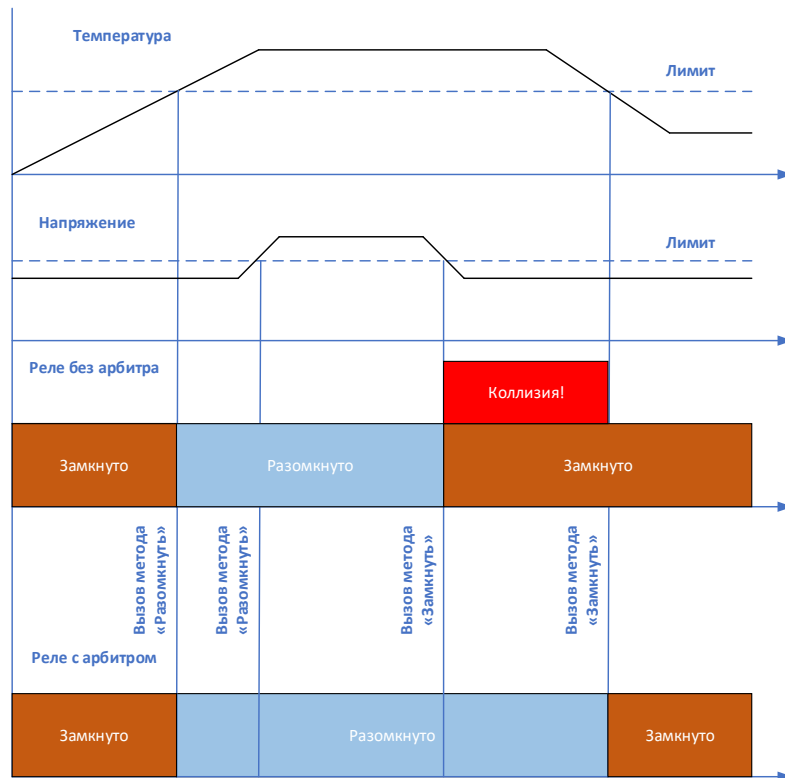 Температура
Лимит
Напряжение
Лимит
Реле без арбитра
Коллизия!
Замкнуто
Разомкнуто
Замкнуто
Вызов метода
«Разомкнуть»
Вызов метода
«Разомкнуть»
Вызов метода
«Замкнуть»
Вызов метода
«Замкнуть»
Реле с арбитром
Замкнуто
Разомкнуто
Замкнуто